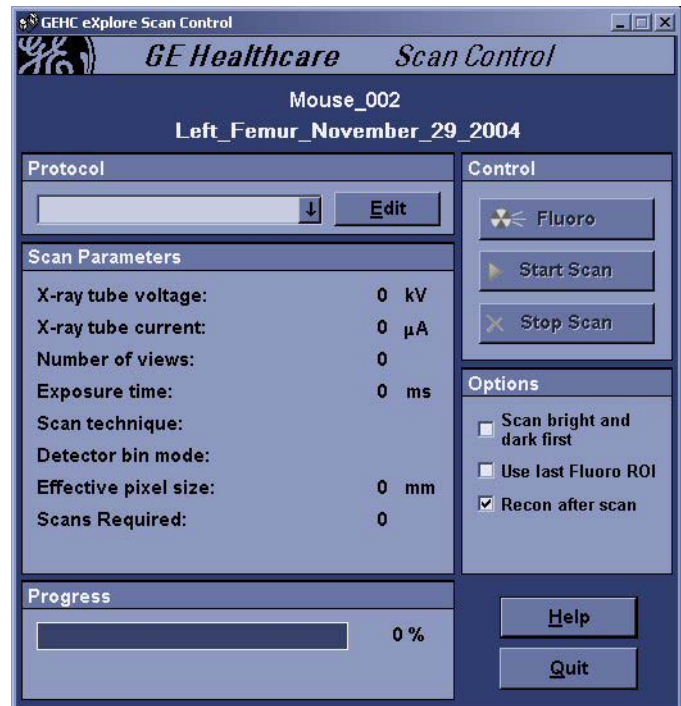 GEHC eXplore Scan Control
GE Healthcare Scan Control
Mouse_002
Left_Femur_November_29_2004
Protocol
Edit
Scan Parameters
X-ray tube voltage: 0 kV
X-ray tube current: 0 µA
Number of views: 0
Exposure time: 0 ms
Scan technique:
Detector bin mode:
Effective pixel size: 0 mm
Scans Required: 0
Progress
0 %
Control
Fluoro
Start Scan
Stop Scan
Options
Scan bright and
dark first
Use last Fluoro ROI
Recon after scan
Help
Quit